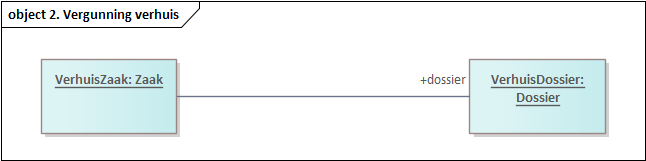 object 2. Vergunning verhuis
VerhuisZaak: Zaak
+dossier
VerhuisDossier:
Dossier